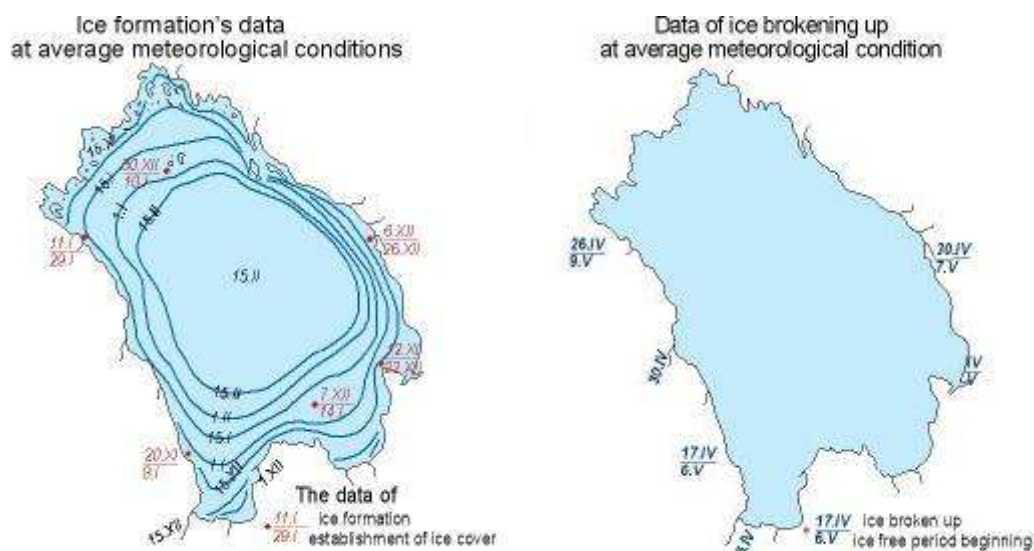 Ice formation's data
at average meteorological conditions
Data of ice brokening up
at average meteorological condition
15.XII
30.XII
10.I
15.I
1.I
15.II
11.I
29.I
6.XII
26.XII
15.II
22.XII
7.XII
14.I
15.II
1.II
15.I
1.I
15.XII
1.XII
20.XI
9.I
15.XII
The data of
11.I
29.I
ice formation
establishment of ice cover
26.IV
9.V
30.IV
7.V
30.IV
17.IV
6.V
17.IV
6.V
ice broken up
ice free period beginning